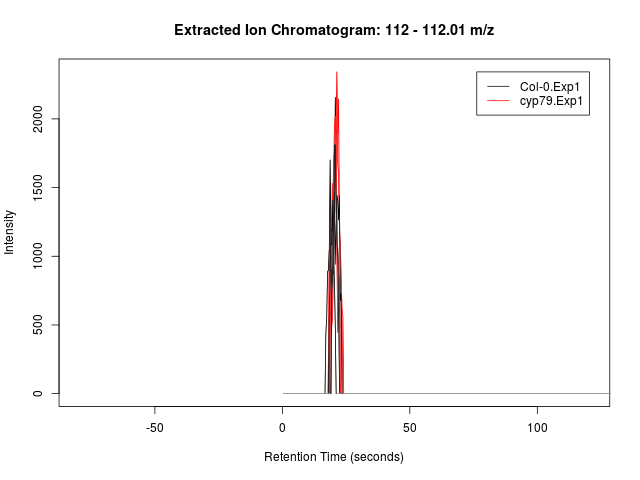 Extracted Ion Chromatogram: 112 - 112.01 m/z
Col-0.Exp1
cyp79.Exp1
Intensity
2000
1500
1000
500
0
-50
0
50
100
Retention Time (seconds)